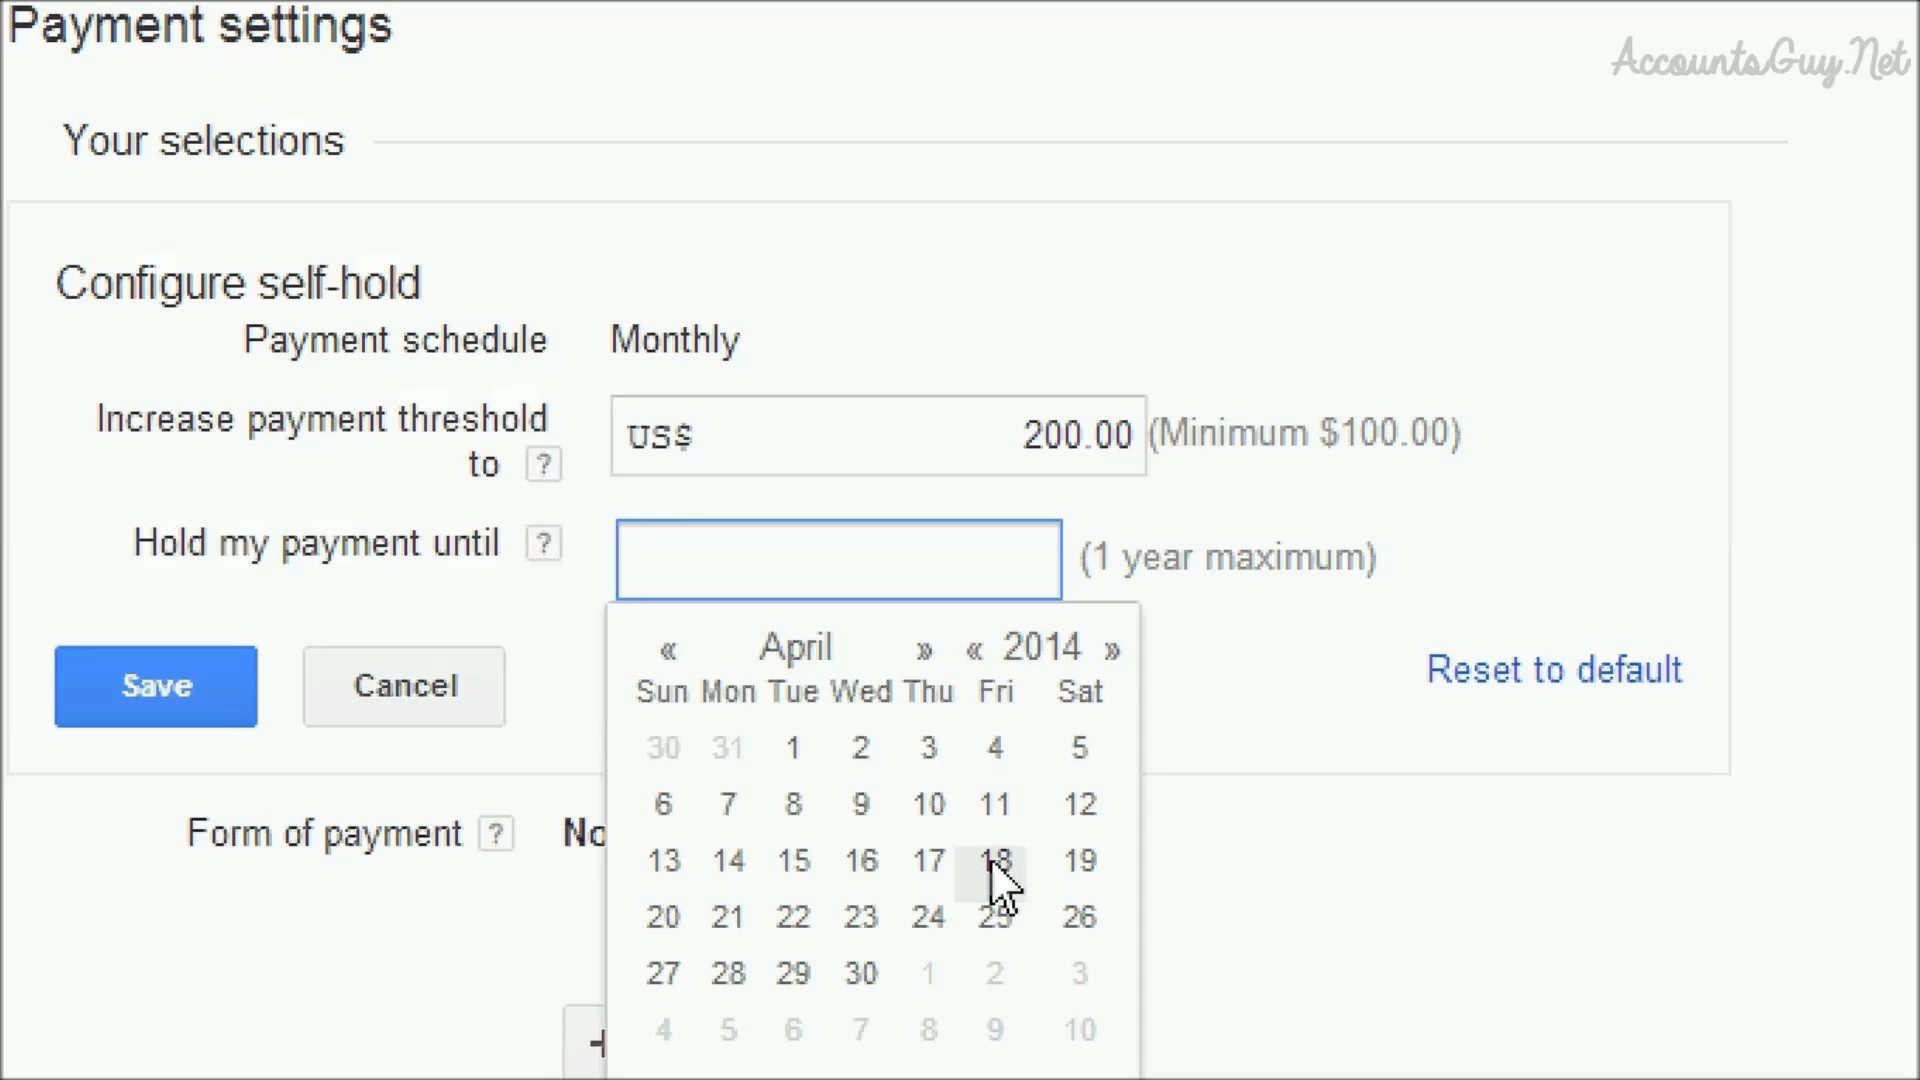 Payment settings
AccountsGuy.Net
Your selections
Configure self-hold
Payment schedule Monthly
Increase payment threshold
to ? US$ 200.00 (Minimum $100.00)
Hold my payment until ? (1 year maximum)
« April » « 2014 »
Save Cancel Reset to default
Sun Mon Tue Wed Thu Fri Sat
30 31 1 2 3 4 5
6 7 8 9 10 11 12
Form of payment ? No
13 14 15 16 17 18 19
20 21 22 23 24 25 26
27 28 29 30 1 2 3
4 5 6 7 8 9 10